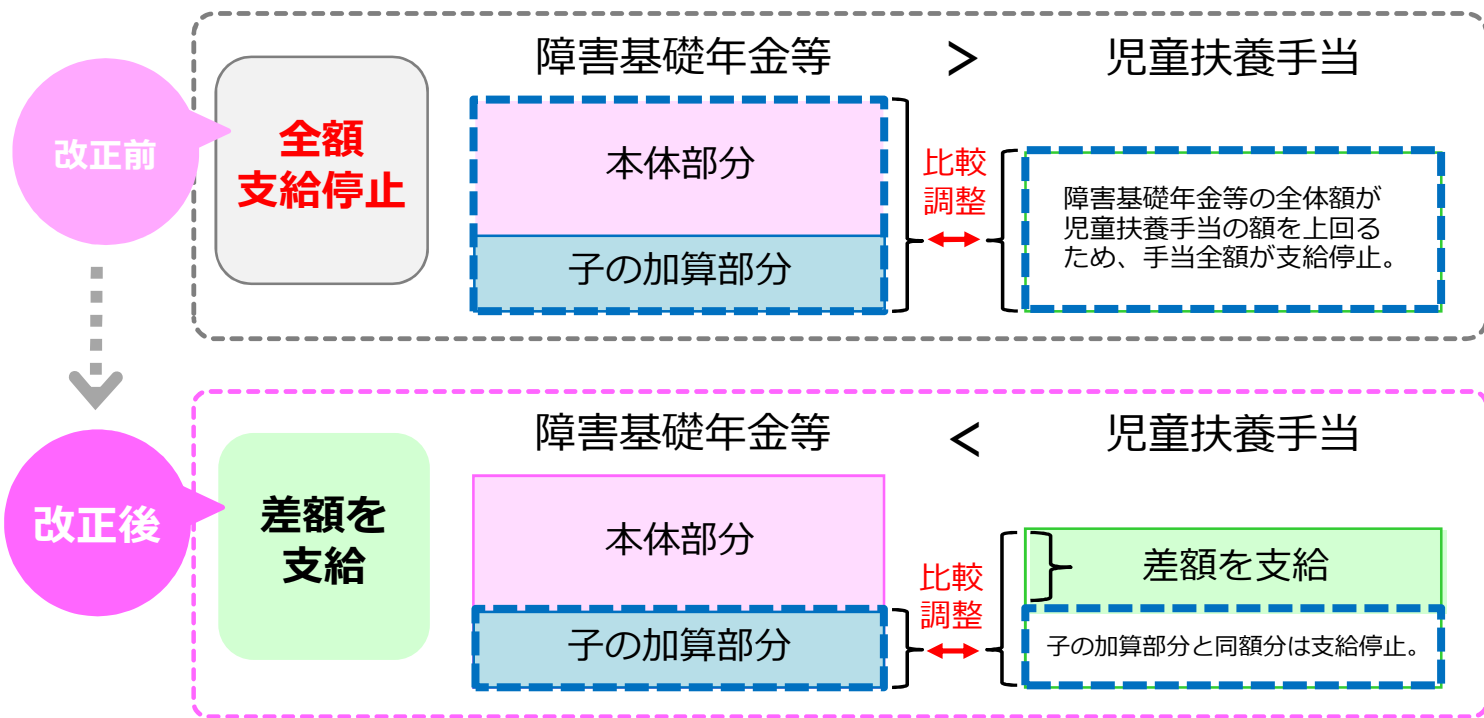 改正前
全額
支給停止
障害基礎年金等
>
児童扶養手当
本体部分
子の加算部分
比較
調整
障害基礎年金等の全体額が
児童扶養手当の額を上回る
ため、手当全額が支給停止。
改正後
差額を
支給
障害基礎年金等
<
児童扶養手当
本体部分
子の加算部分
比較
調整
差額を支給
子の加算部分と同額分は支給停止。